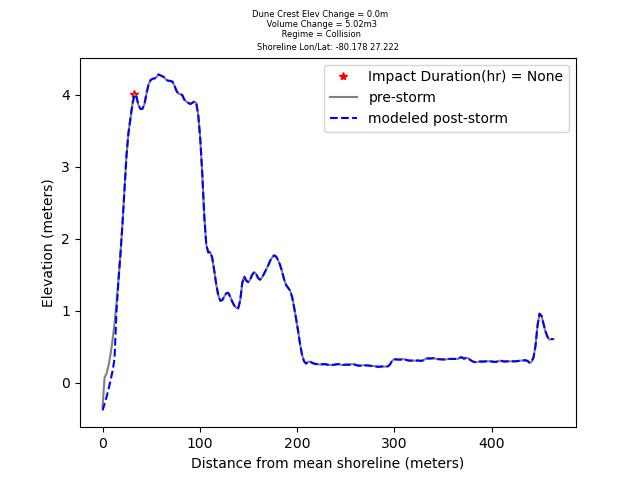 Dune Crest Elev Change = 0.0m
Volume Change = 5.02m3
Regime = Collision
Shoreline Lon/Lat: -80.178 27.222
Impact Duration(hr) = None
pre-storm
modeled post-storm
Elevation (meters)
4
3
2
1
0
0 100 200 300 400
Distance from mean shoreline (meters)